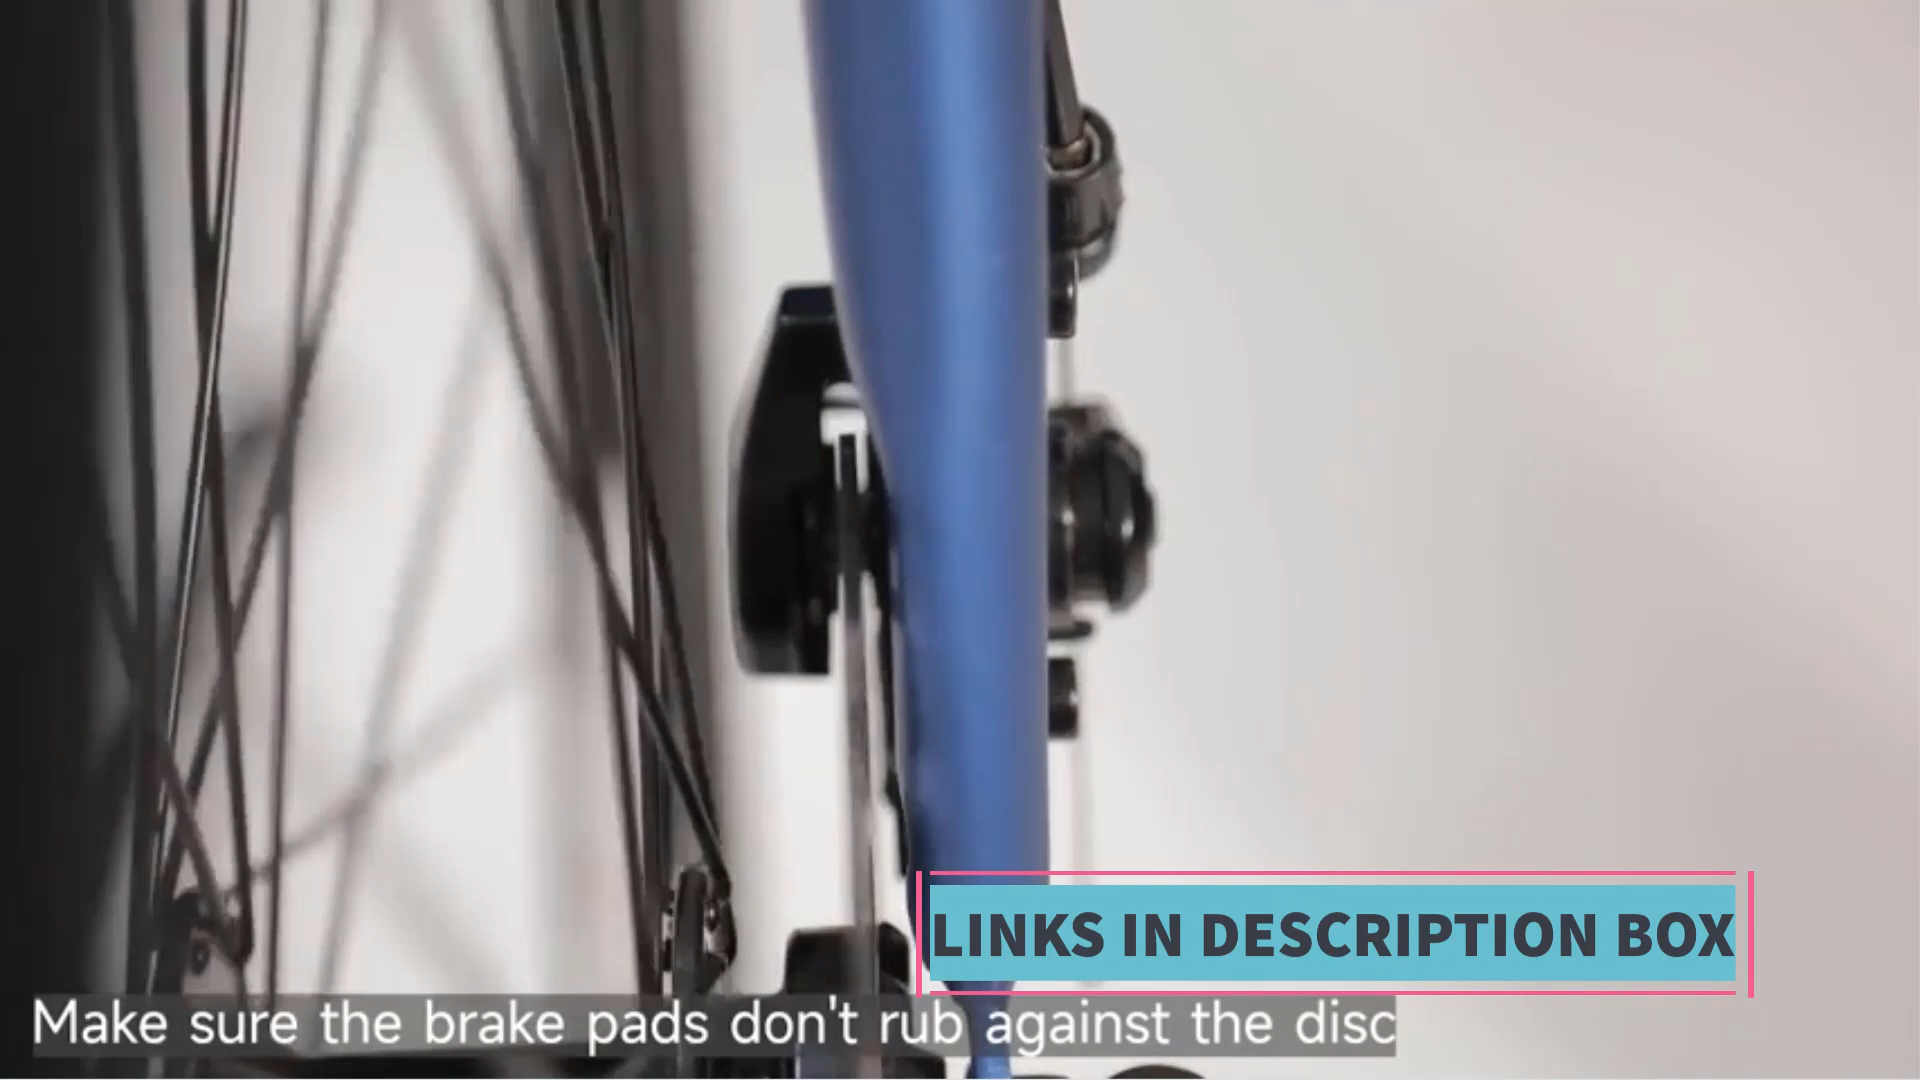 LINKS IN DESCRIPTION BOX
Make sure the brake pads don't rub against the disc